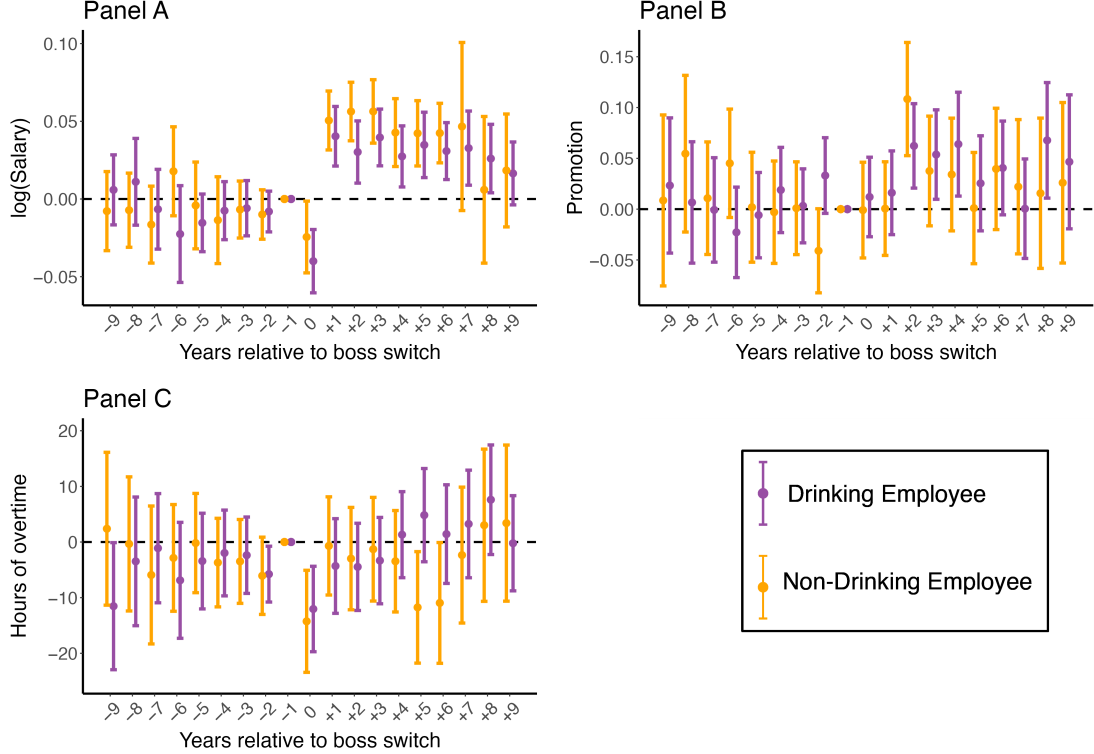 Panel A
log(Salary)
0.10
0.05
0.00
−0.05
−9 −8 −7 −6 −5 −4 −3 −2 −1 0 +1 +2 +3 +4 +5 +6 +7 +8 +9
Years relative to boss switch
Panel B
Promotion
0.15
0.10
0.05
0.00
−0.05
−9 −8 −7 −6 −5 −4 −3 −2 −1 0 +1 +2 +3 +4 +5 +6 +7 +8 +9
Years relative to boss switch
Panel C
Hours of overtime
20
10
0
−10
−20
−9 −8 −7 −6 −5 −4 −3 −2 −1 0 +1 +2 +3 +4 +5 +6 +7 +8 +9
Years relative to boss switch
Drinking Employee
Non-Drinking Employee